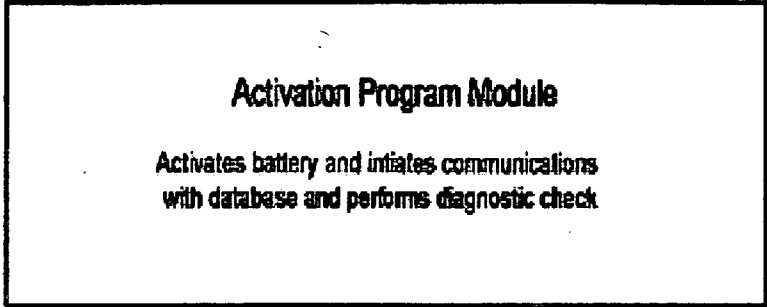 Activation Program Module
Activates battery and intiates communications
with database and performs diagnostic check